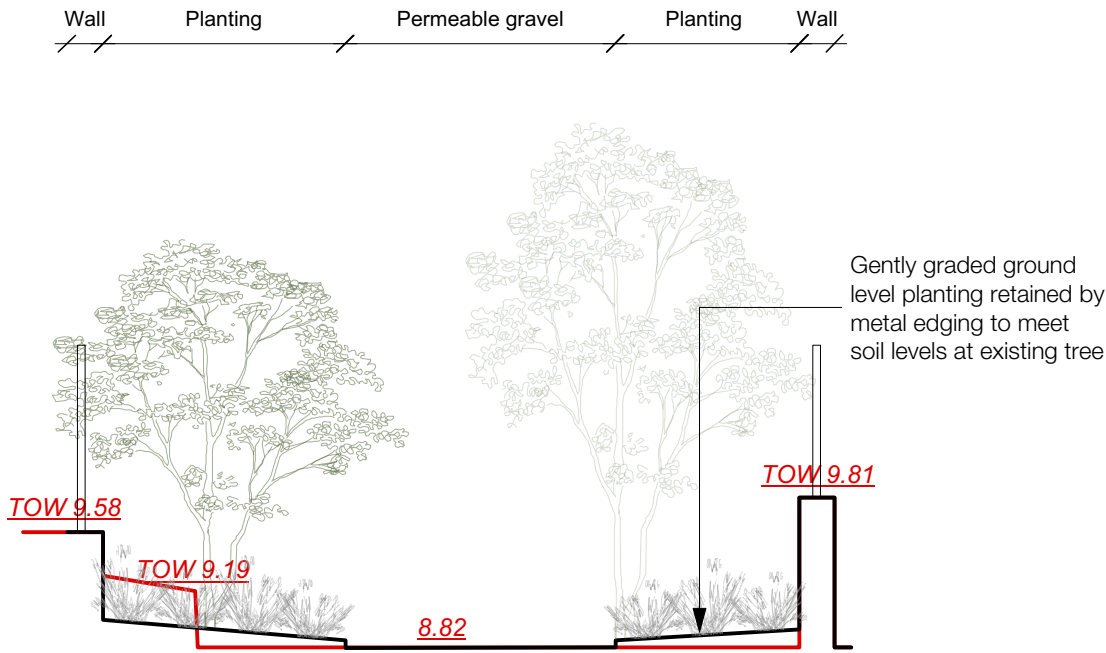 Wall
Planting
Permeable gravel
Planting
Wall
Gently graded ground
level planting retained by
metal edging to meet
soil levels at existing tree
TOW 9.81
TOW 9.58
TOW 9.19
8.82